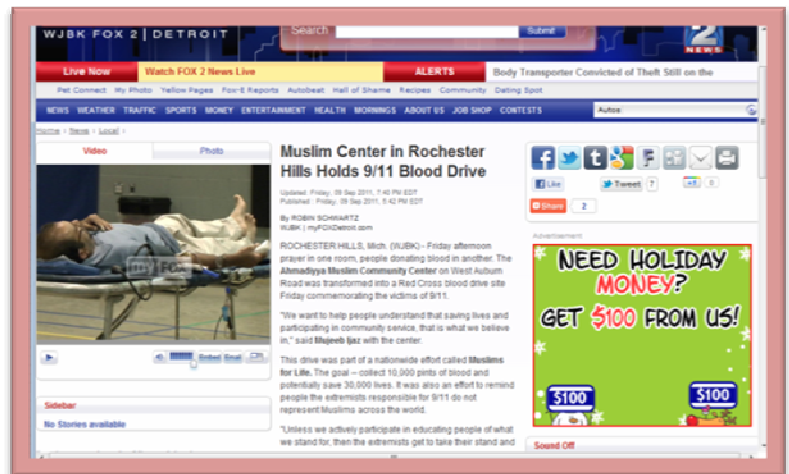 WJBK FOX 2 | DETROIT
Search
Submit
2
NEWS
Live Now
Watch FOX 2 News Live
ALERTS
Body Transporter Convicted of Theft Still on the
Pet Connect My Photo Yellow Pages Fox-E Reports Autobeat Hall of Shame Recipes Community Dating Spot
NEWS WEATHER TRAFFIC SPORTS MONEY ENTERTAINMENT HEALTH MORNINGS ABOUT US JOB SHOP CONTESTS
Autos
Home > News > Local >
Video
Photo
my Fox
Embed Email
Sidebar
No Stories available
Muslim Center in Rochester
Hills Holds 9/11 Blood Drive
Updated: Friday, 09 Sep 2011, 7:40 PM EDT
Published : Friday, 09 Sep 2011, 5:42 PM EDT
By ROBIN SCHWARTZ
WJBK | myFOXDetroit.com
ROCHESTER HILLS, Mich. (WJBK) - Friday afternoon
prayer in one room, people donating blood in another. The
Ahmadiyya Muslim Community Center on West Auburn
Road was transformed into a Red Cross blood drive site
Friday commemorating the victims of 9/11.
"We want to help people understand that saving lives and
participating in community service, that is what we believe
in," said Mujeeb Ijaz with the center.
This drive was part of a nationwide effort called Muslims
for Life. The goal -- collect 10,000 pints of blood and
potentially save 30,000 lives. It was also an effort to remind
people the extremists responsible for 9/11 do not
represent Muslims across the world.
"Unless we actively participate in educating people of what
we stand for, then the extremists get to take their stand and
f
t
F
Like
Tweet 7
+1 0
Share 2
Advertisement
NEED HOLIDAY
MONEY?
GET $100 FROM US!
$100
$100
Sound Off